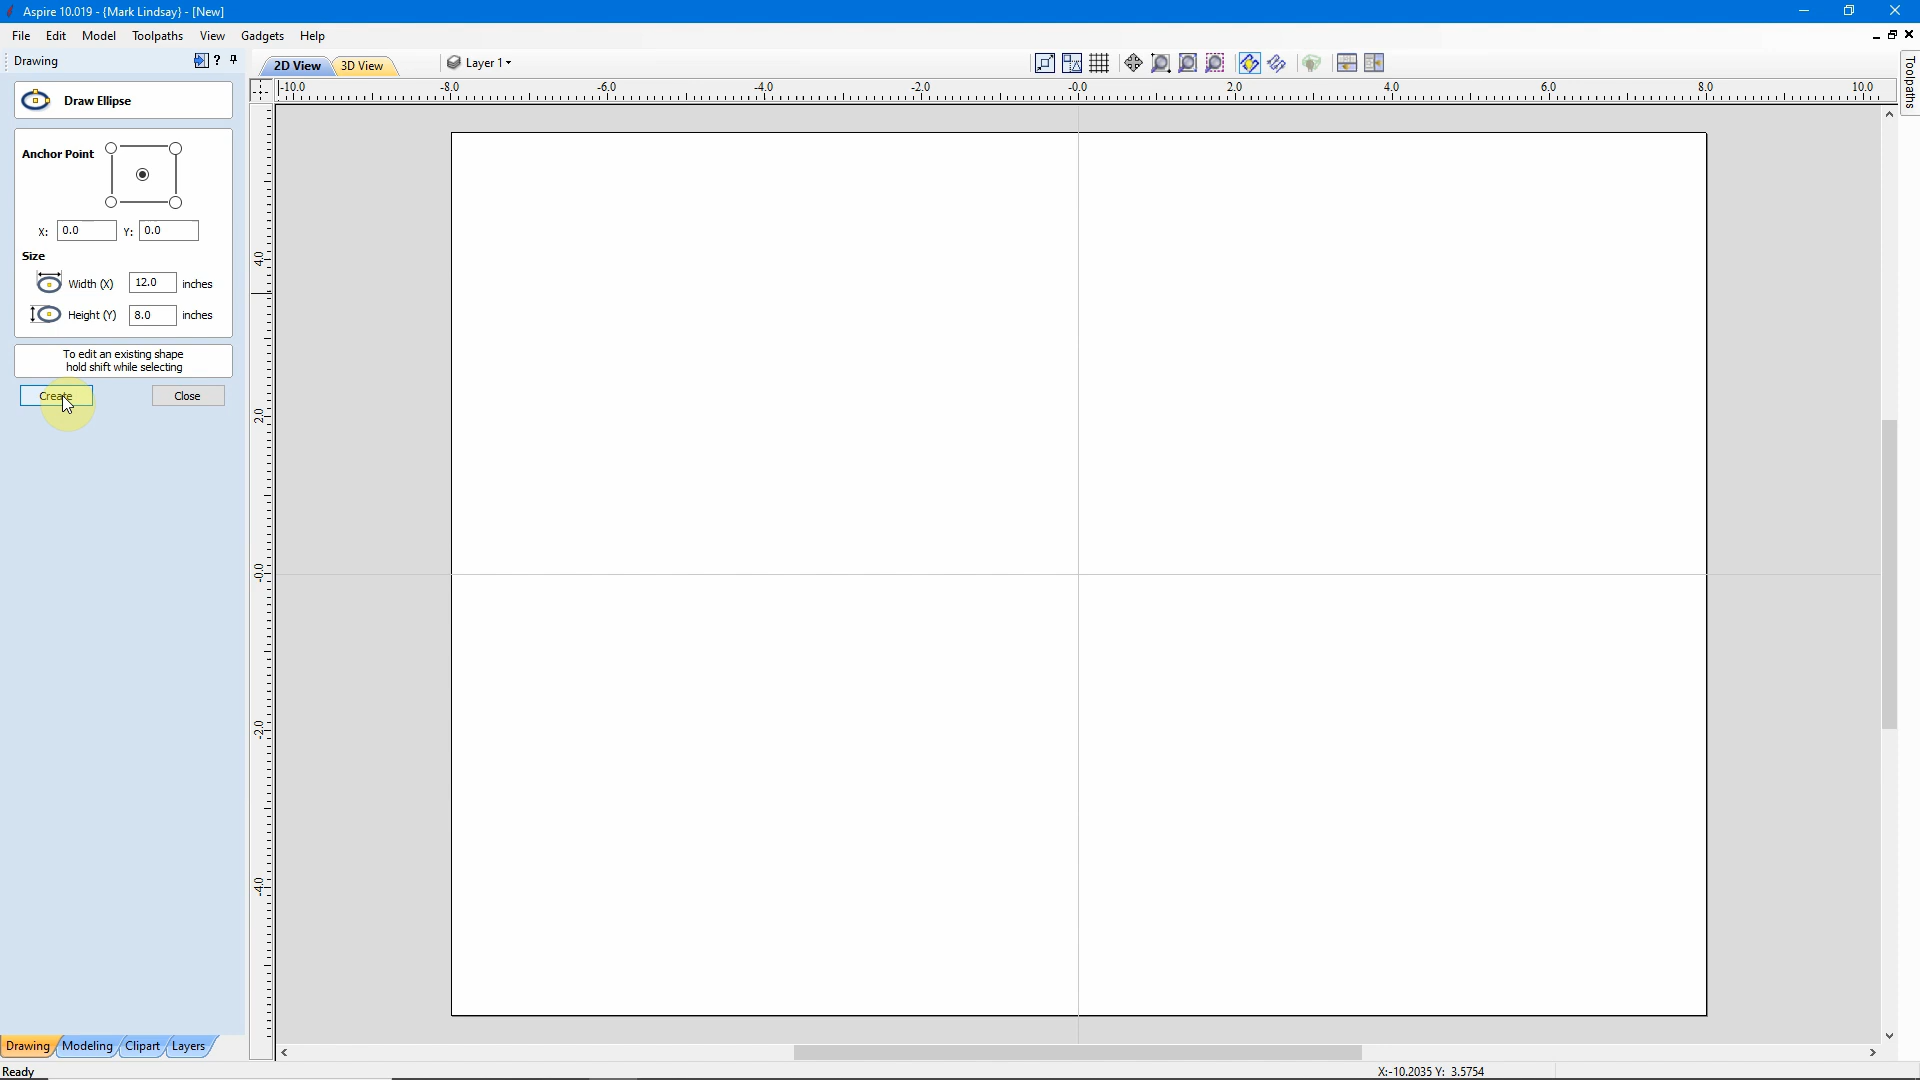 Aspire 10.019 - {Mark Lindsay} - [New]
File Edit Model Toolpaths View Gadgets Help
Drawing ?
2D View 3D View Layer 1
Toolpaths
-10.0 -8.0 -6.0 -4.0 -2.0 -0.0 2.0 4.0 6.0 8.0 10.0
Draw Ellipse
Anchor Point
X: 0.0 Y: 0.0
Size
Width (X) 12.0 inches
Height (Y) 8.0 inches
To edit an existing shape
hold shift while selecting
Create Close
4.0
2.0
-0.0
-2.0
-4.0
Drawing Modeling Clipart Layers
Ready X:-10.2035 Y: 3.5754